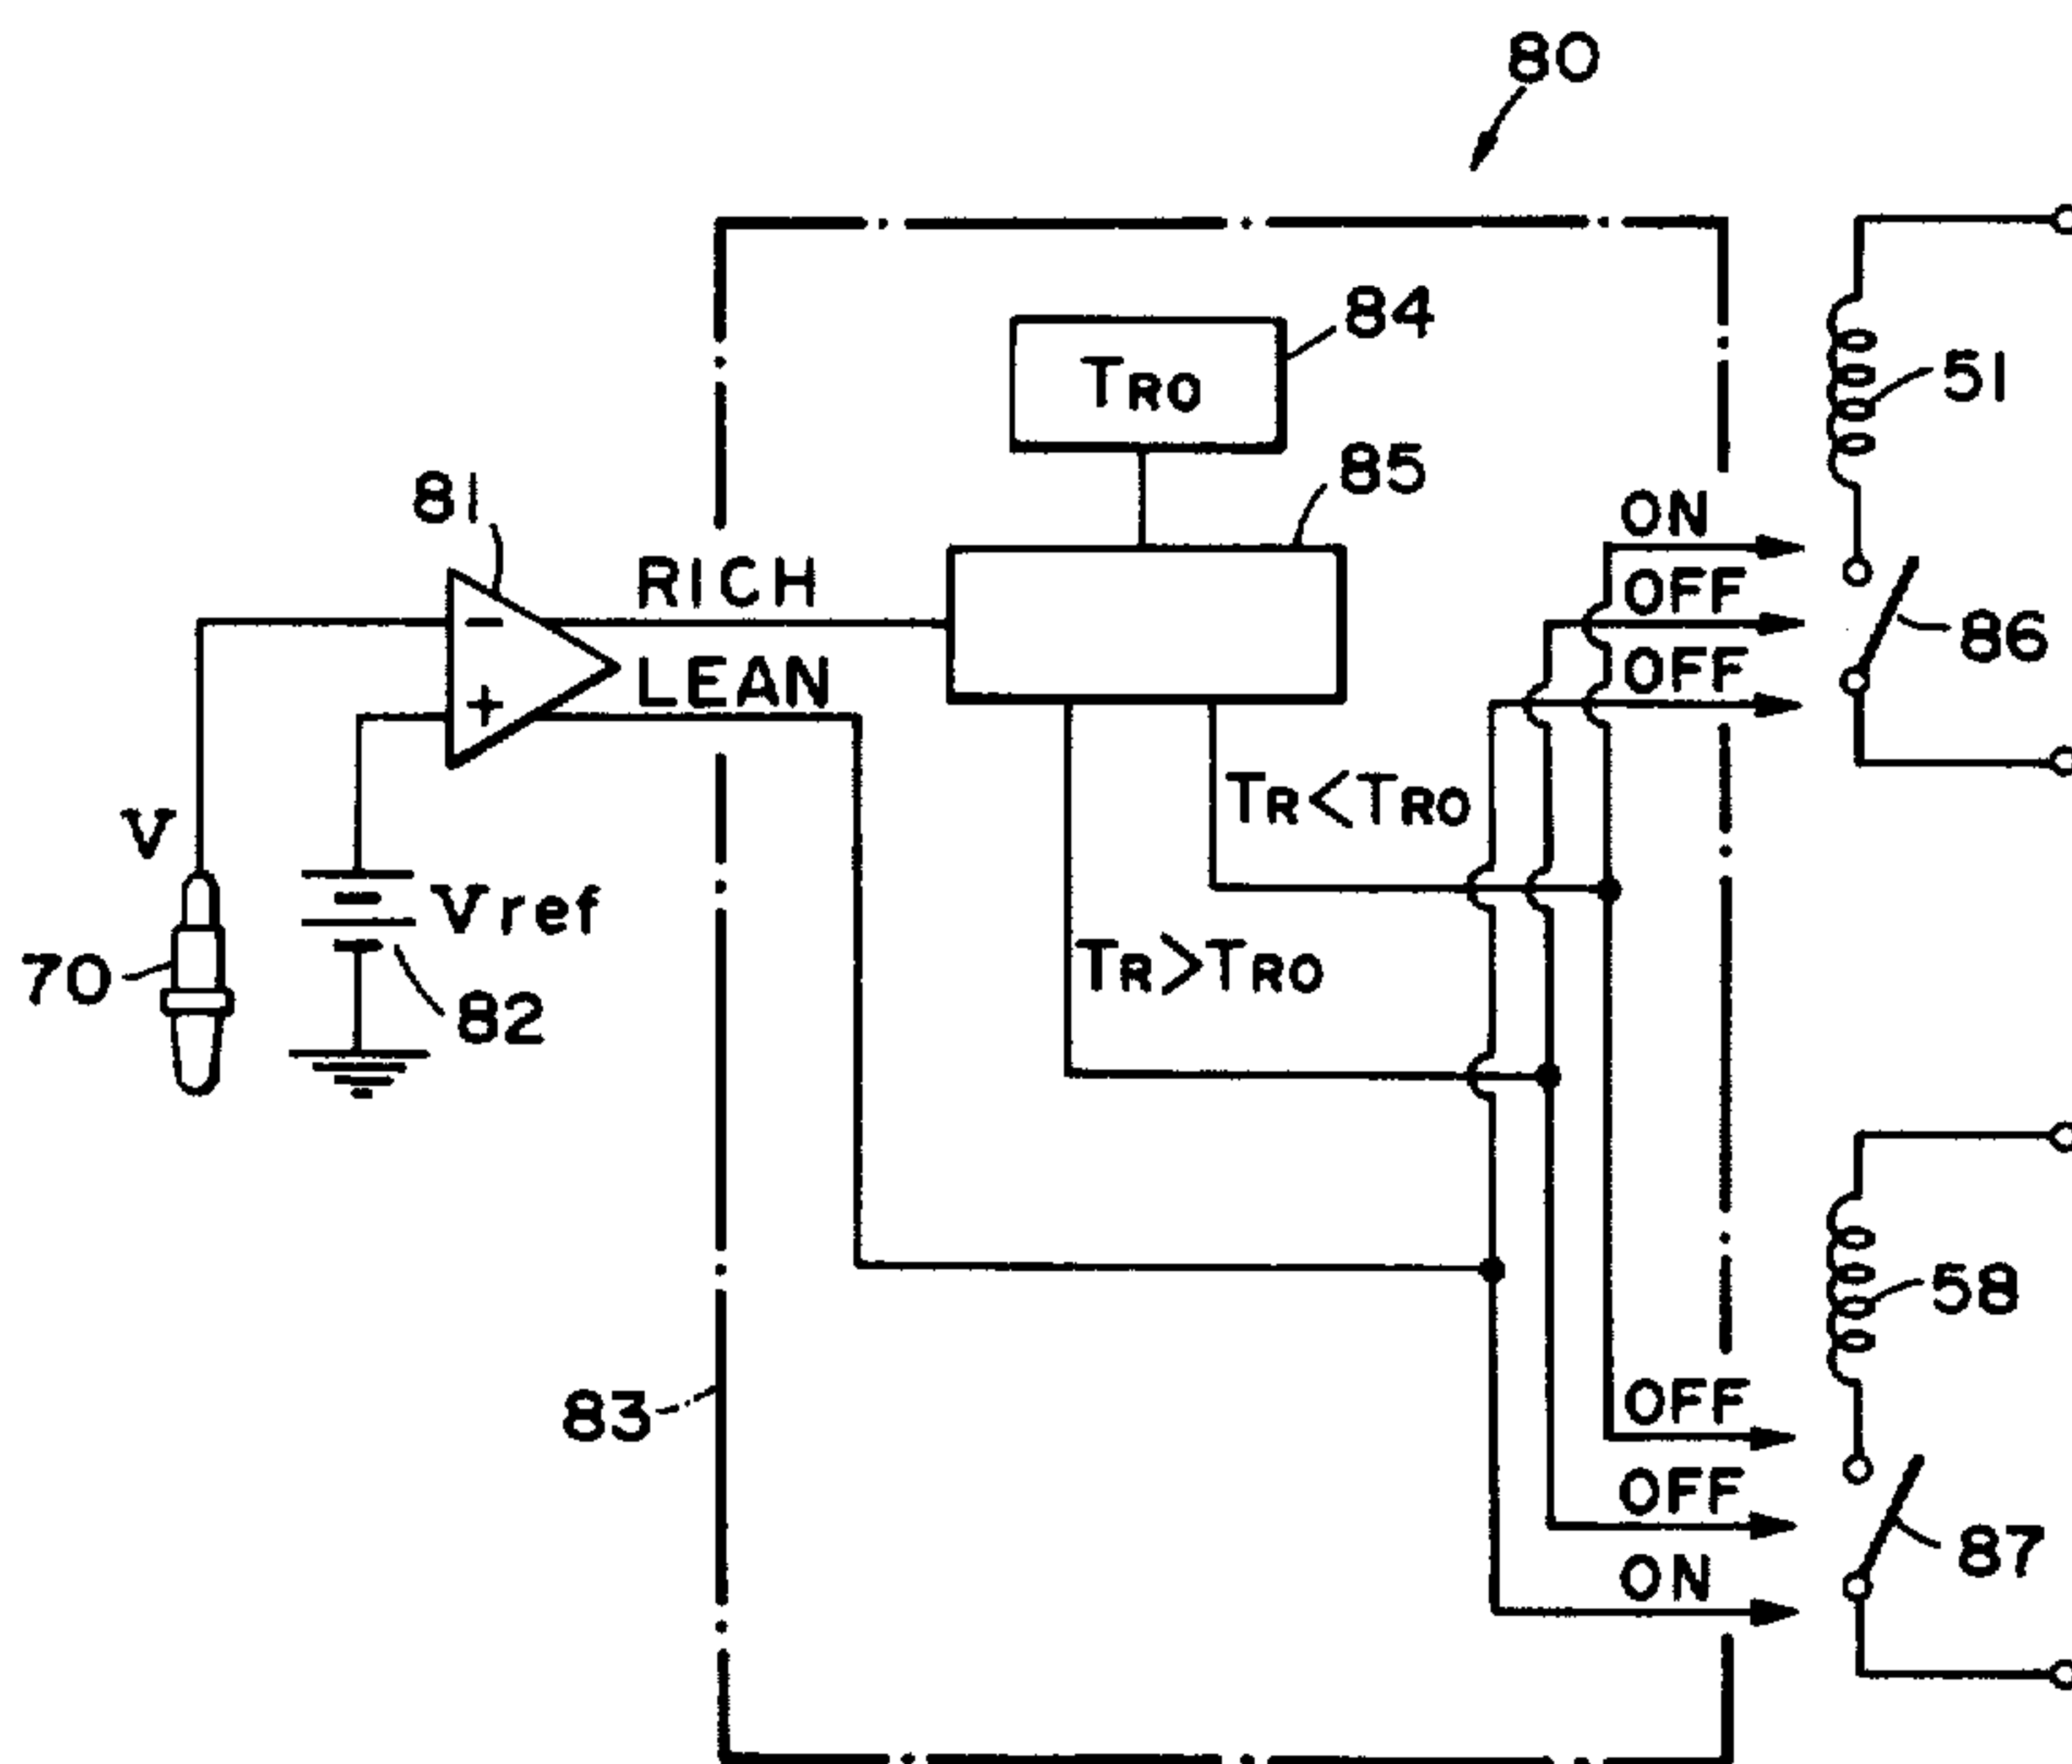 80
84
TRO
51
85
81
ON
RICH
OFF
86
LEAN
OFF
−
+
TR<TRO
V
Vref
TR>TRO
70
82
58
83
OFF
OFF
87
ON